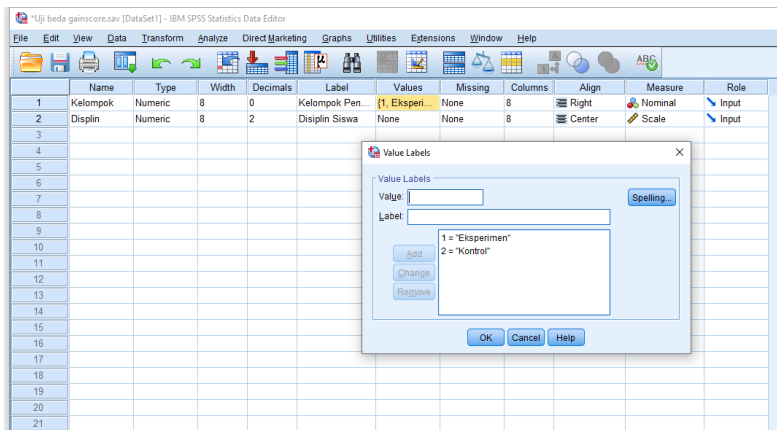 *Uji beda gainscore.sav [DataSet1] - IBM SPSS Statistics Data Editor
File Edit View Data Transform Analyze Direct Marketing Graphs Utilities Extensions Window Help
Name Type Width Decimals Label Values Missing Columns Align Measure Role
1 Kelompok Numeric 8 0 Kelompok Pen... {1, Eksperi... None 8 Right Nominal Input
2 Displin Numeric 8 2 Disiplin Siswa None None 8 Center Scale Input
3
4
5
6
7
8
9
10
11
12
13
14
15
16
17
18
19
20
21
Value Labels
Value Labels
Value:
Spelling...
Label:
1 = "Eksperimen"
2 = "Kontrol"
Add
Change
Remove
OK Cancel Help